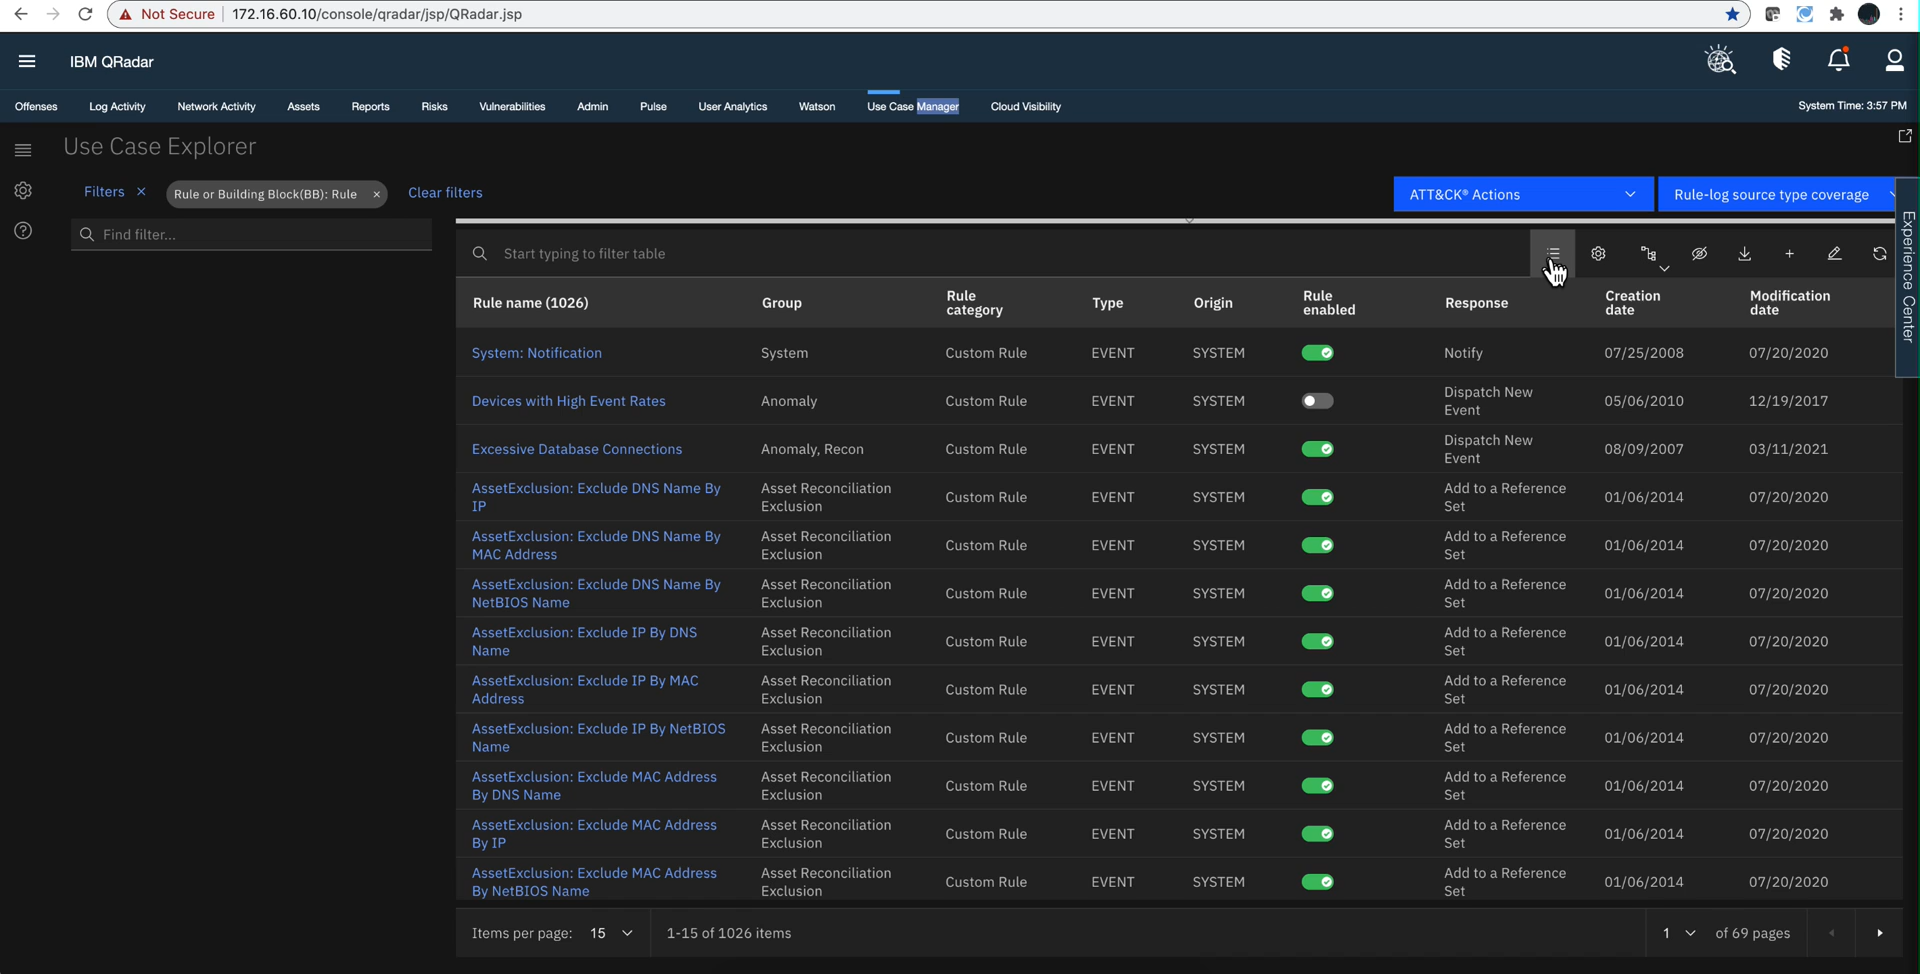 Not Secure 172.16.60.10/console/qradar/jsp/QRadar.jsp
IBM QRadar
Offenses Log Activity Network Activity Assets Reports Risks Vulnerabilities Admin Pulse User Analytics Watson Use Case Manager Cloud Visibility System Time: 3:57 PM
Use Case Explorer
Filters × Rule or Building Block(BB): Rule × Clear filters ATT&CK® Actions Rule-log source type coverage
Find filter...
Start typing to filter table
Experience Center
Rule name (1026) Group Rule category Type Origin Rule enabled Response Creation date Modification date
System: Notification System Custom Rule EVENT SYSTEM Notify 07/25/2008 07/20/2020
Devices with High Event Rates Anomaly Custom Rule EVENT SYSTEM Dispatch New Event 05/06/2010 12/19/2017
Excessive Database Connections Anomaly, Recon Custom Rule EVENT SYSTEM Dispatch New Event 08/09/2007 03/11/2021
AssetExclusion: Exclude DNS Name By IP Asset Reconciliation Exclusion Custom Rule EVENT SYSTEM Add to a Reference Set 01/06/2014 07/20/2020
AssetExclusion: Exclude DNS Name By MAC Address Asset Reconciliation Exclusion Custom Rule EVENT SYSTEM Add to a Reference Set 01/06/2014 07/20/2020
AssetExclusion: Exclude DNS Name By NetBIOS Name Asset Reconciliation Exclusion Custom Rule EVENT SYSTEM Add to a Reference Set 01/06/2014 07/20/2020
AssetExclusion: Exclude IP By DNS Name Asset Reconciliation Exclusion Custom Rule EVENT SYSTEM Add to a Reference Set 01/06/2014 07/20/2020
AssetExclusion: Exclude IP By MAC Address Asset Reconciliation Exclusion Custom Rule EVENT SYSTEM Add to a Reference Set 01/06/2014 07/20/2020
AssetExclusion: Exclude IP By NetBIOS Name Asset Reconciliation Exclusion Custom Rule EVENT SYSTEM Add to a Reference Set 01/06/2014 07/20/2020
AssetExclusion: Exclude MAC Address By DNS Name Asset Reconciliation Exclusion Custom Rule EVENT SYSTEM Add to a Reference Set 01/06/2014 07/20/2020
AssetExclusion: Exclude MAC Address By IP Asset Reconciliation Exclusion Custom Rule EVENT SYSTEM Add to a Reference Set 01/06/2014 07/20/2020
AssetExclusion: Exclude MAC Address By NetBIOS Name Asset Reconciliation Exclusion Custom Rule EVENT SYSTEM Add to a Reference Set 01/06/2014 07/20/2020
Items per page: 15 1-15 of 1026 items 1 of 69 pages